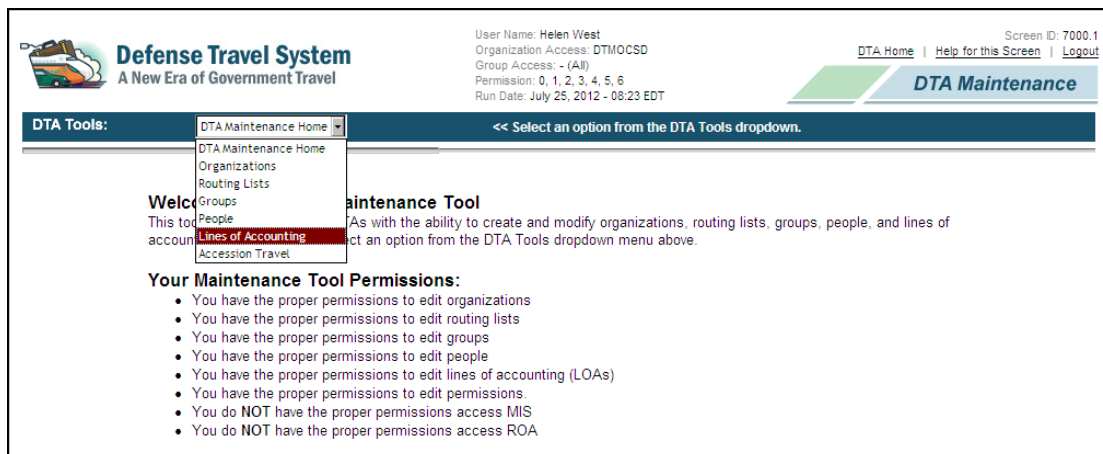 Defense Travel System
A New Era of Government Travel
User Name: Helen West
Organization Access: DTMOCSD
Group Access: - (All)
Permission: 0, 1, 2, 3, 4, 5, 6
Run Date: July 25, 2012 - 08:23 EDT
Screen ID: 7000.1
DTA Home | Help for this Screen | Logout
DTA Maintenance
DTA Tools:
DTA Maintenance Home
<< Select an option from the DTA Tools dropdown.
DTA Maintenance Home
Organizations
Routing Lists
Groups
People
Lines of Accounting
Accession Travel
Welc aintenance Tool
This too TAs with the ability to create and modify organizations, routing lists, groups, people, and lines of
accoun ect an option from the DTA Tools dropdown menu above.
Your Maintenance Tool Permissions:
• You have the proper permissions to edit organizations
• You have the proper permissions to edit routing lists
• You have the proper permissions to edit groups
• You have the proper permissions to edit people
• You have the proper permissions to edit lines of accounting (LOAs)
• You have the proper permissions to edit permissions.
• You do NOT have the proper permissions access MIS
• You do NOT have the proper permissions access ROA